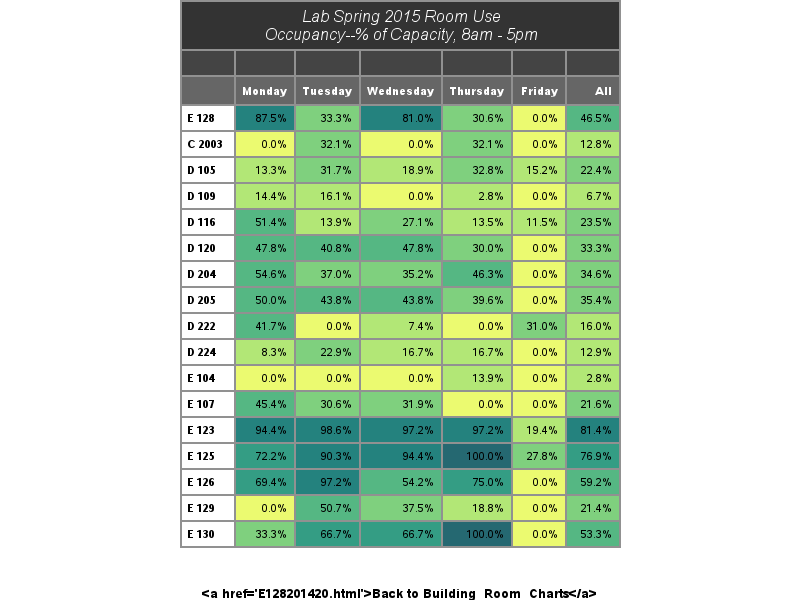 Lab Spring 2015 Room Use
Occupancy--% of Capacity, 8am - 5pm
Monday Tuesday Wednesday Thursday Friday All
E 128 87.5% 33.3% 81.0% 30.6% 0.0% 46.5%
C 2003 0.0% 32.1% 0.0% 32.1% 0.0% 12.8%
D 105 13.3% 31.7% 18.9% 32.8% 15.2% 22.4%
D 109 14.4% 16.1% 0.0% 2.8% 0.0% 6.7%
D 116 51.4% 13.9% 27.1% 13.5% 11.5% 23.5%
D 120 47.8% 40.8% 47.8% 30.0% 0.0% 33.3%
D 204 54.6% 37.0% 35.2% 46.3% 0.0% 34.6%
D 205 50.0% 43.8% 43.8% 39.6% 0.0% 35.4%
D 222 41.7% 0.0% 7.4% 0.0% 31.0% 16.0%
D 224 8.3% 22.9% 16.7% 16.7% 0.0% 12.9%
E 104 0.0% 0.0% 0.0% 13.9% 0.0% 2.8%
E 107 45.4% 30.6% 31.9% 0.0% 0.0% 21.6%
E 123 94.4% 98.6% 97.2% 97.2% 19.4% 81.4%
E 125 72.2% 90.3% 94.4% 100.0% 27.8% 76.9%
E 126 69.4% 97.2% 54.2% 75.0% 0.0% 59.2%
E 129 0.0% 50.7% 37.5% 18.8% 0.0% 21.4%
E 130 33.3% 66.7% 66.7% 100.0% 0.0% 53.3%
<a href='E128201420.html'>Back to Building_Room_Charts</a>